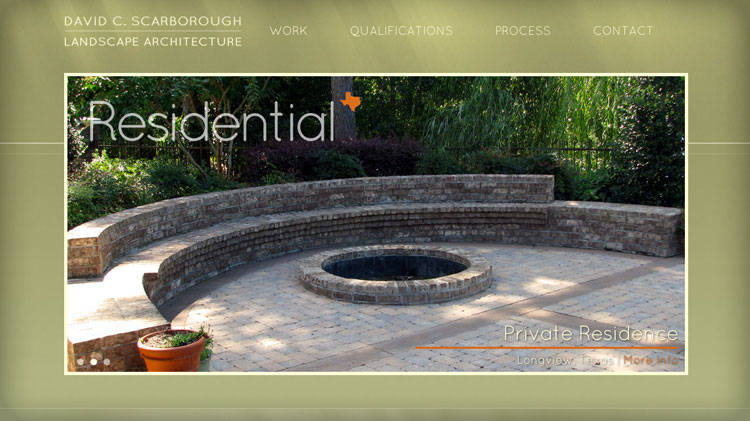 DAVID C. SCARBOROUGH
LANDSCAPE ARCHITECTURE
WORK QUALIFICATIONS PROCESS CONTACT
Residential
Private Residence
Longview, Texas | More Info